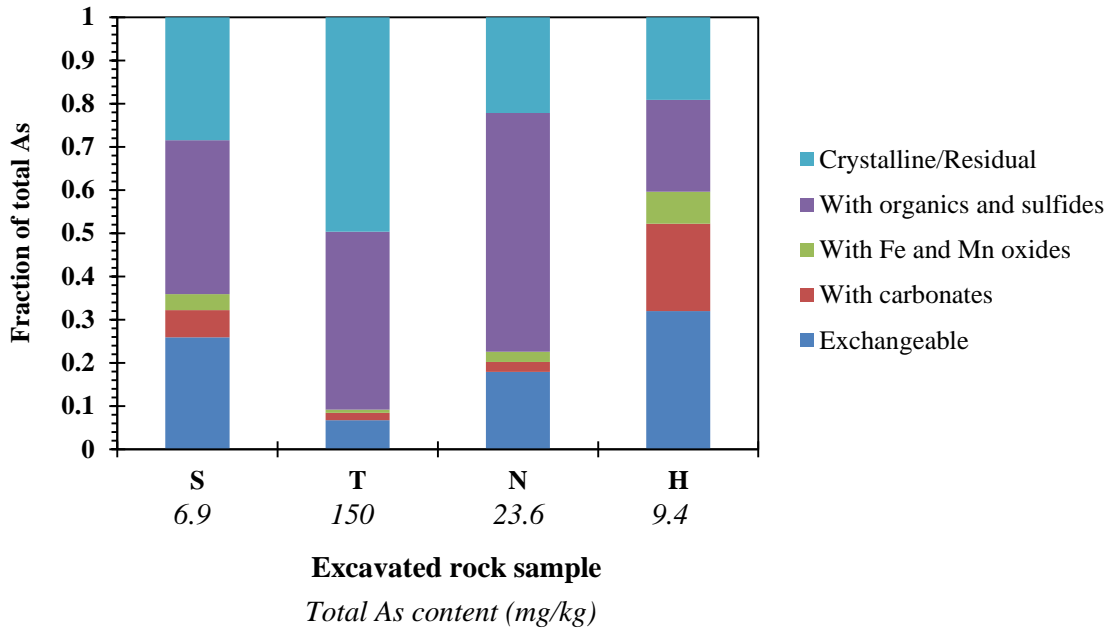 Fraction of total As
1
0.9
0.8
0.7
0.6
0.5
0.4
0.3
0.2
0.1
0
S T N H
6.9 150 23.6 9.4
Excavated rock sample
Total As content (mg/kg)
Crystalline/Residual
With organics and sulfides
With Fe and Mn oxides
With carbonates
Exchangeable